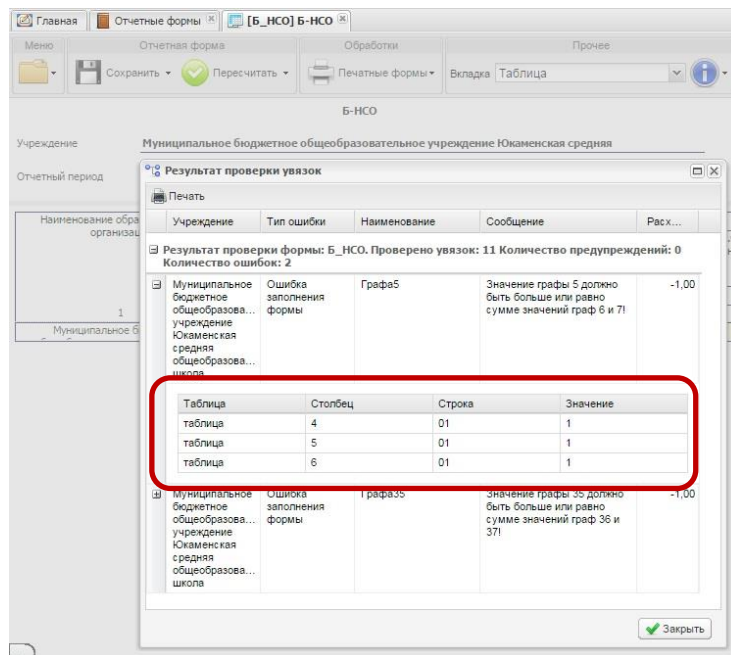 Главная Отчетные формы [Б_НСО] Б-НСО
Меню Отчетная форма Обработки Прочее
Сохранить Пересчитать Печатные формы Вкладка Таблица
Б-НСО
Учреждение Муниципальное бюджетное общеобразовательное учреждение Юкаменская средняя
Отчетный период
Результат проверки увязок
Печать
Наименование обра
организац
1
Муниципальное б
Учреждение Тип ошибки Наименование Сообщение Расх...
Результат проверки формы: Б_НСО. Проверено увязок: 11 Количество предупреждений: 0
Количество ошибок: 2
Муниципальное Ошибка Графа5 Значение графы 5 должно -1,00
бюджетное заполнения быть больше или равно
общеобразова... формы сумме значений граф 6 и 7!
учреждение
Юкаменская
средняя
общеобразова...
школа
Таблица Столбец Строка Значение
таблица 4 01 1
таблица 5 01 1
таблица 6 01 1
Муниципальное Ошибка Графа35 Значение графы 35 должно -1,00
бюджетное заполнения быть больше или равно
общеобразова... формы сумме значений граф 36 и
учреждение 37!
Юкаменская
средняя
общеобразова...
школа
Закрыть